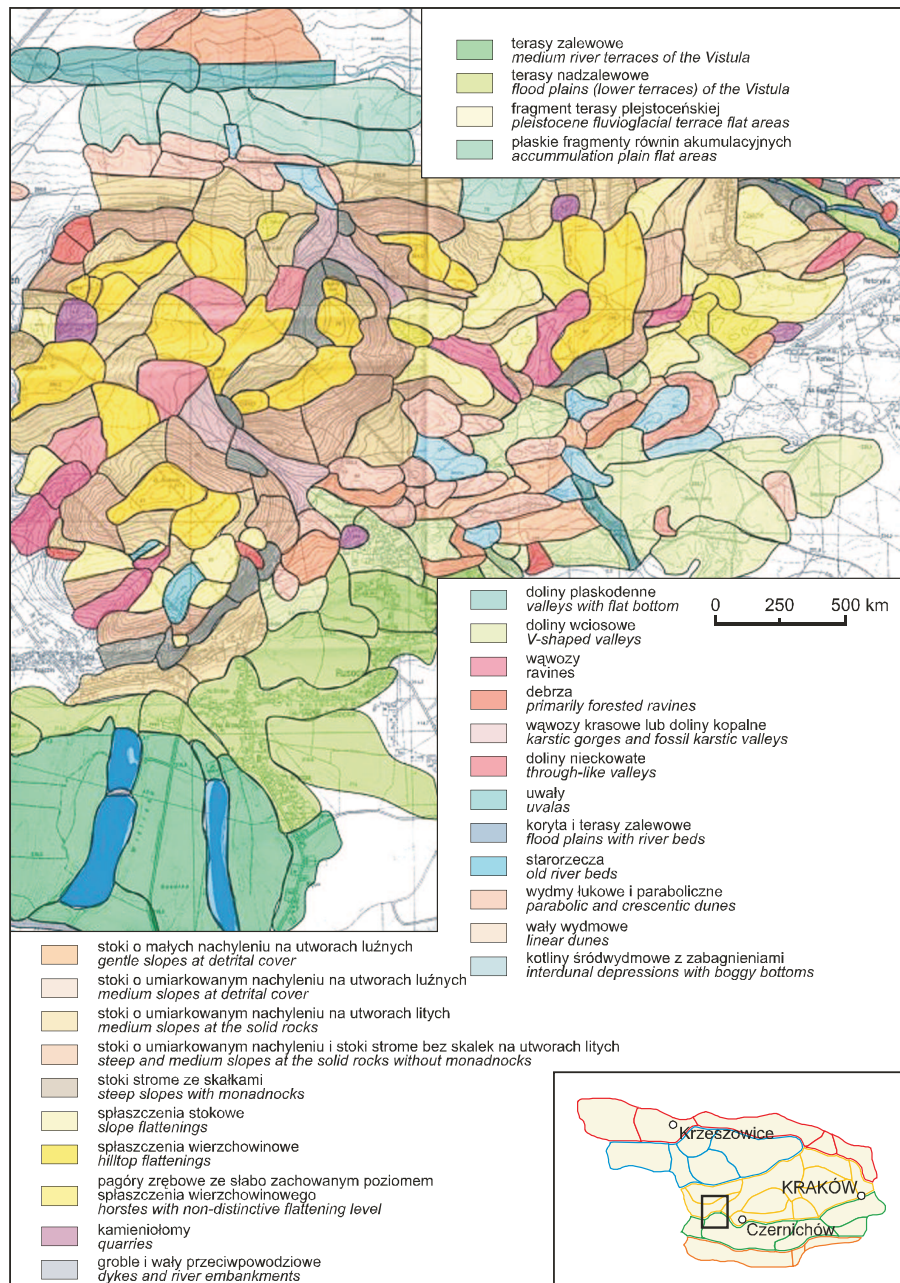 terasy zalewowe
medium river terraces of the Vistula
terasy nadzalewowe
flood plains (lower terraces) of the Vistula
fragment terasy plejstoceńskiej
pleistocene fluvioglacial terrace flat areas
płaskie fragmenty równin akumulacyjnych
accummulation plain flat areas
doliny plaskodenne
valleys with flat bottom
doliny wciosowe
V-shaped valleys
wąwozy
ravines
debrza
primarily forested ravines
wąwozy krasowe lub doliny kopalne
karstic gorges and fossil karstic valleys
doliny nieckowate
through-like valleys
uwały
uvalas
koryta i terasy zalewowe
flood plains with river beds
starorzecza
old river beds
wydmy łukowe i paraboliczne
parabolic and crescentic dunes
wały wydmowe
linear dunes
kotliny śródwydmowe z zabagnieniami
interdunal depressions with boggy bottoms
0 250 500 km
stoki o małych nachyleniu na utworach luźnych
gentle slopes at detrital cover
stoki o umiarkowanym nachyleniu na utworach luźnych
medium slopes at detrital cover
stoki o umiarkowanym nachyleniu na utworach litych
medium slopes at the solid rocks
stoki o umiarkowanym nachyleniu i stoki strome bez skalek na utworach litych
steep and medium slopes at the solid rocks without monadnocks
stoki strome ze skałkami
steep slopes with monadnocks
spłaszczenia stokowe
slope flattenings
spłaszczenia wierzchowinowe
hilltop flattenings
pagóry zrębowe ze słabo zachowanym poziomem
spłaszczenia wierzchowinowego
horstes with non-distinctive flattening level
kamieniołomy
quarries
groble i wały przeciwpowodziowe
dykes and river embankments
Krzeszowice
KRAKÓW
Czernichów